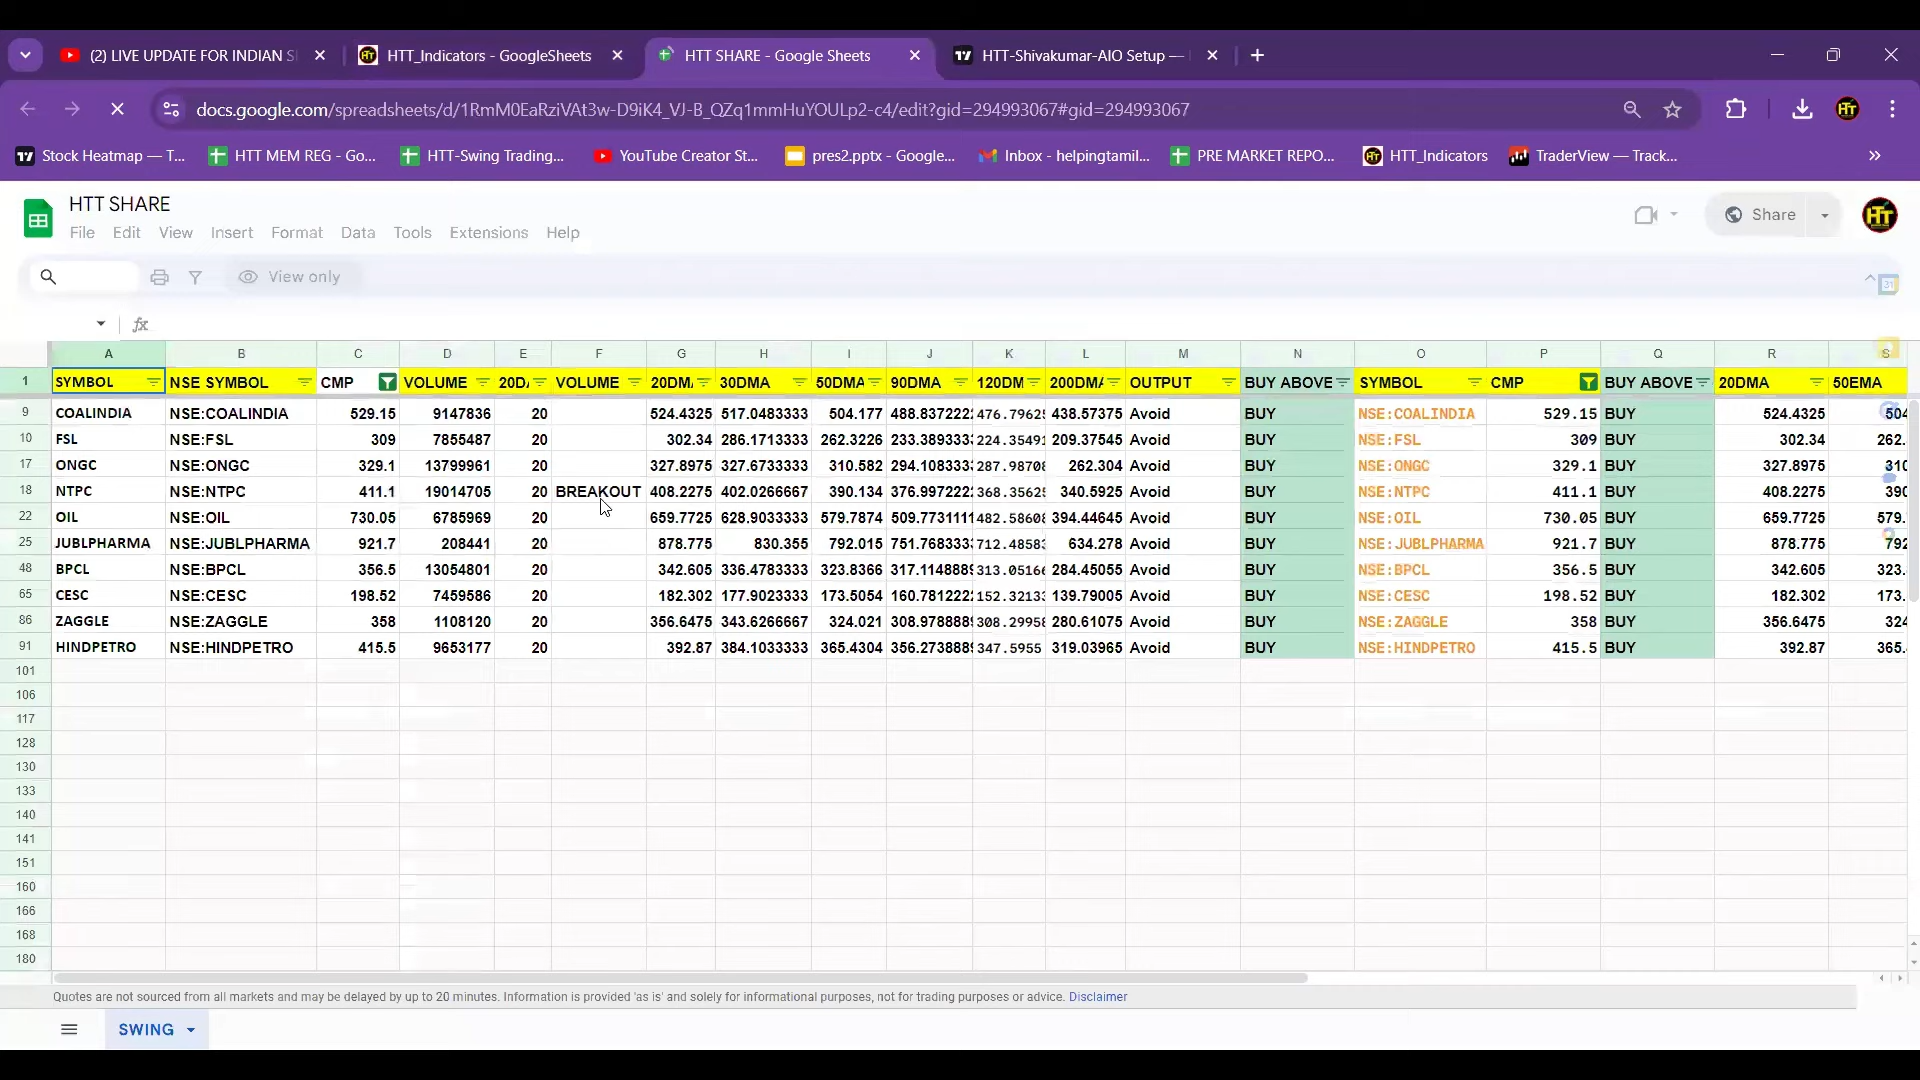 (2) LIVE UPDATE FOR INDIAN S
HTT_Indicators - GoogleSheets
HTT SHARE - Google Sheets
HTT-Shivakumar-AIO Setup —
docs.google.com/spreadsheets/d/1RmM0EaRziVAt3w-D9iK4_VJ-B_QZq1mmHuYOULp2-c4/edit?gid=294993067#gid=294993067
Stock Heatmap — T... HTT MEM REG - Go... HTT-Swing Trading... YouTube Creator St... pres2.pptx - Google... Inbox - helpingtamil... PRE MARKET REPO... HTT_Indicators TraderView — Track...
HTT SHARE
File Edit View Insert Format Data Tools Extensions Help
Share
View only
A B C D E F G H I J K L M N O P Q R S
1 SYMBOL NSE SYMBOL CMP VOLUME 20D VOLUME 20DM 30DMA 50DMA 90DMA 120DM 200DMA OUTPUT BUY ABOVE SYMBOL CMP BUY ABOVE 20DMA 50EMA
9 COALINDIA NSE:COALINDIA 529.15 9147836 20 524.4325 517.0483333 504.177 488.8372222 476.79625 438.57375 Avoid BUY NSE:COALINDIA 529.15 BUY 524.4325 504
10 FSL NSE:FSL 309 7855487 20 302.34 286.1713333 262.3226 233.3893333 224.35491 209.37545 Avoid BUY NSE:FSL 309 BUY 302.34 262.
17 ONGC NSE:ONGC 329.1 13799961 20 327.8975 327.6733333 310.582 294.1083333 287.98708 262.304 Avoid BUY NSE:ONGC 329.1 BUY 327.8975 310
18 NTPC NSE:NTPC 411.1 19014705 20 BREAKOUT 408.2275 402.0266667 390.134 376.9972222 368.35625 340.5925 Avoid BUY NSE:NTPC 411.1 BUY 408.2275 390
22 OIL NSE:OIL 730.05 6785969 20 659.7725 628.9033333 579.7874 509.7731111 482.58608 394.44645 Avoid BUY NSE:OIL 730.05 BUY 659.7725 579.
25 JUBLPHARMA NSE:JUBLPHARMA 921.7 208441 20 878.775 830.355 792.015 751.7683333 712.48583 634.278 Avoid BUY NSE:JUBLPHARMA 921.7 BUY 878.775 792
48 BPCL NSE:BPCL 356.5 13054801 20 342.605 336.4783333 323.8366 317.1148889 313.05166 284.45055 Avoid BUY NSE:BPCL 356.5 BUY 342.605 323.
65 CESC NSE:CESC 198.52 7459586 20 182.302 177.9023333 173.5054 160.7812222 152.32133 139.79005 Avoid BUY NSE:CESC 198.52 BUY 182.302 173.
86 ZAGGLE NSE:ZAGGLE 358 1108120 20 356.6475 343.6266667 324.021 308.9788889 308.29958 280.61075 Avoid BUY NSE:ZAGGLE 358 BUY 356.6475 324
91 HINDPETRO NSE:HINDPETRO 415.5 9653177 20 392.87 384.1033333 365.4304 356.2738889 347.5955 319.03965 Avoid BUY NSE:HINDPETRO 415.5 BUY 392.87 365.
101
106
117
128
130
133
140
141
151
160
166
168
180
Quotes are not sourced from all markets and may be delayed by up to 20 minutes. Information is provided 'as is' and solely for informational purposes, not for trading purposes or advice. Disclaimer
SWING